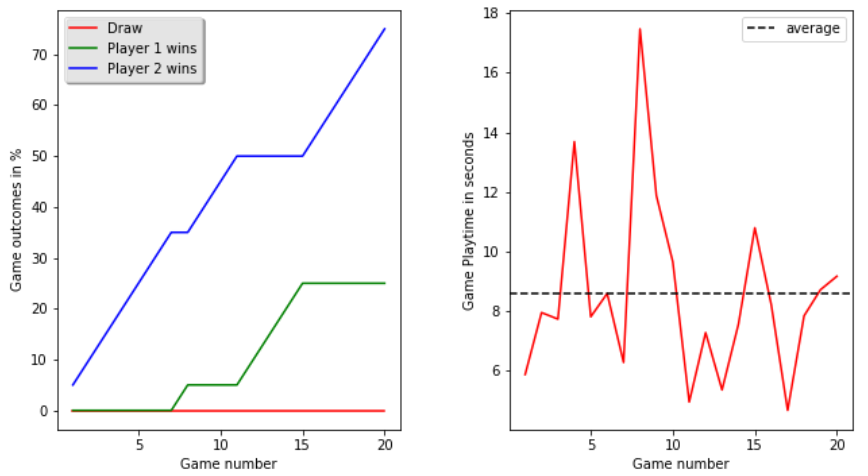 Draw
Player 1 wins
Player 2 wins
Game outcomes in %
70
60
50
40
30
20
10
0
5
10
15
20
Game number
average
Game Playtime in seconds
18
16
14
12
10
8
6
5
10
15
20
Game number